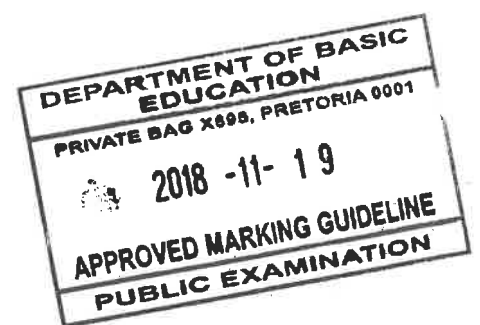 DEPARTMENT OF BASIC
EDUCATION
PRIVATE BAG X895, PRETORIA 0001
2018 -11- 19
APPROVED MARKING GUIDELINE
PUBLIC EXAMINATION